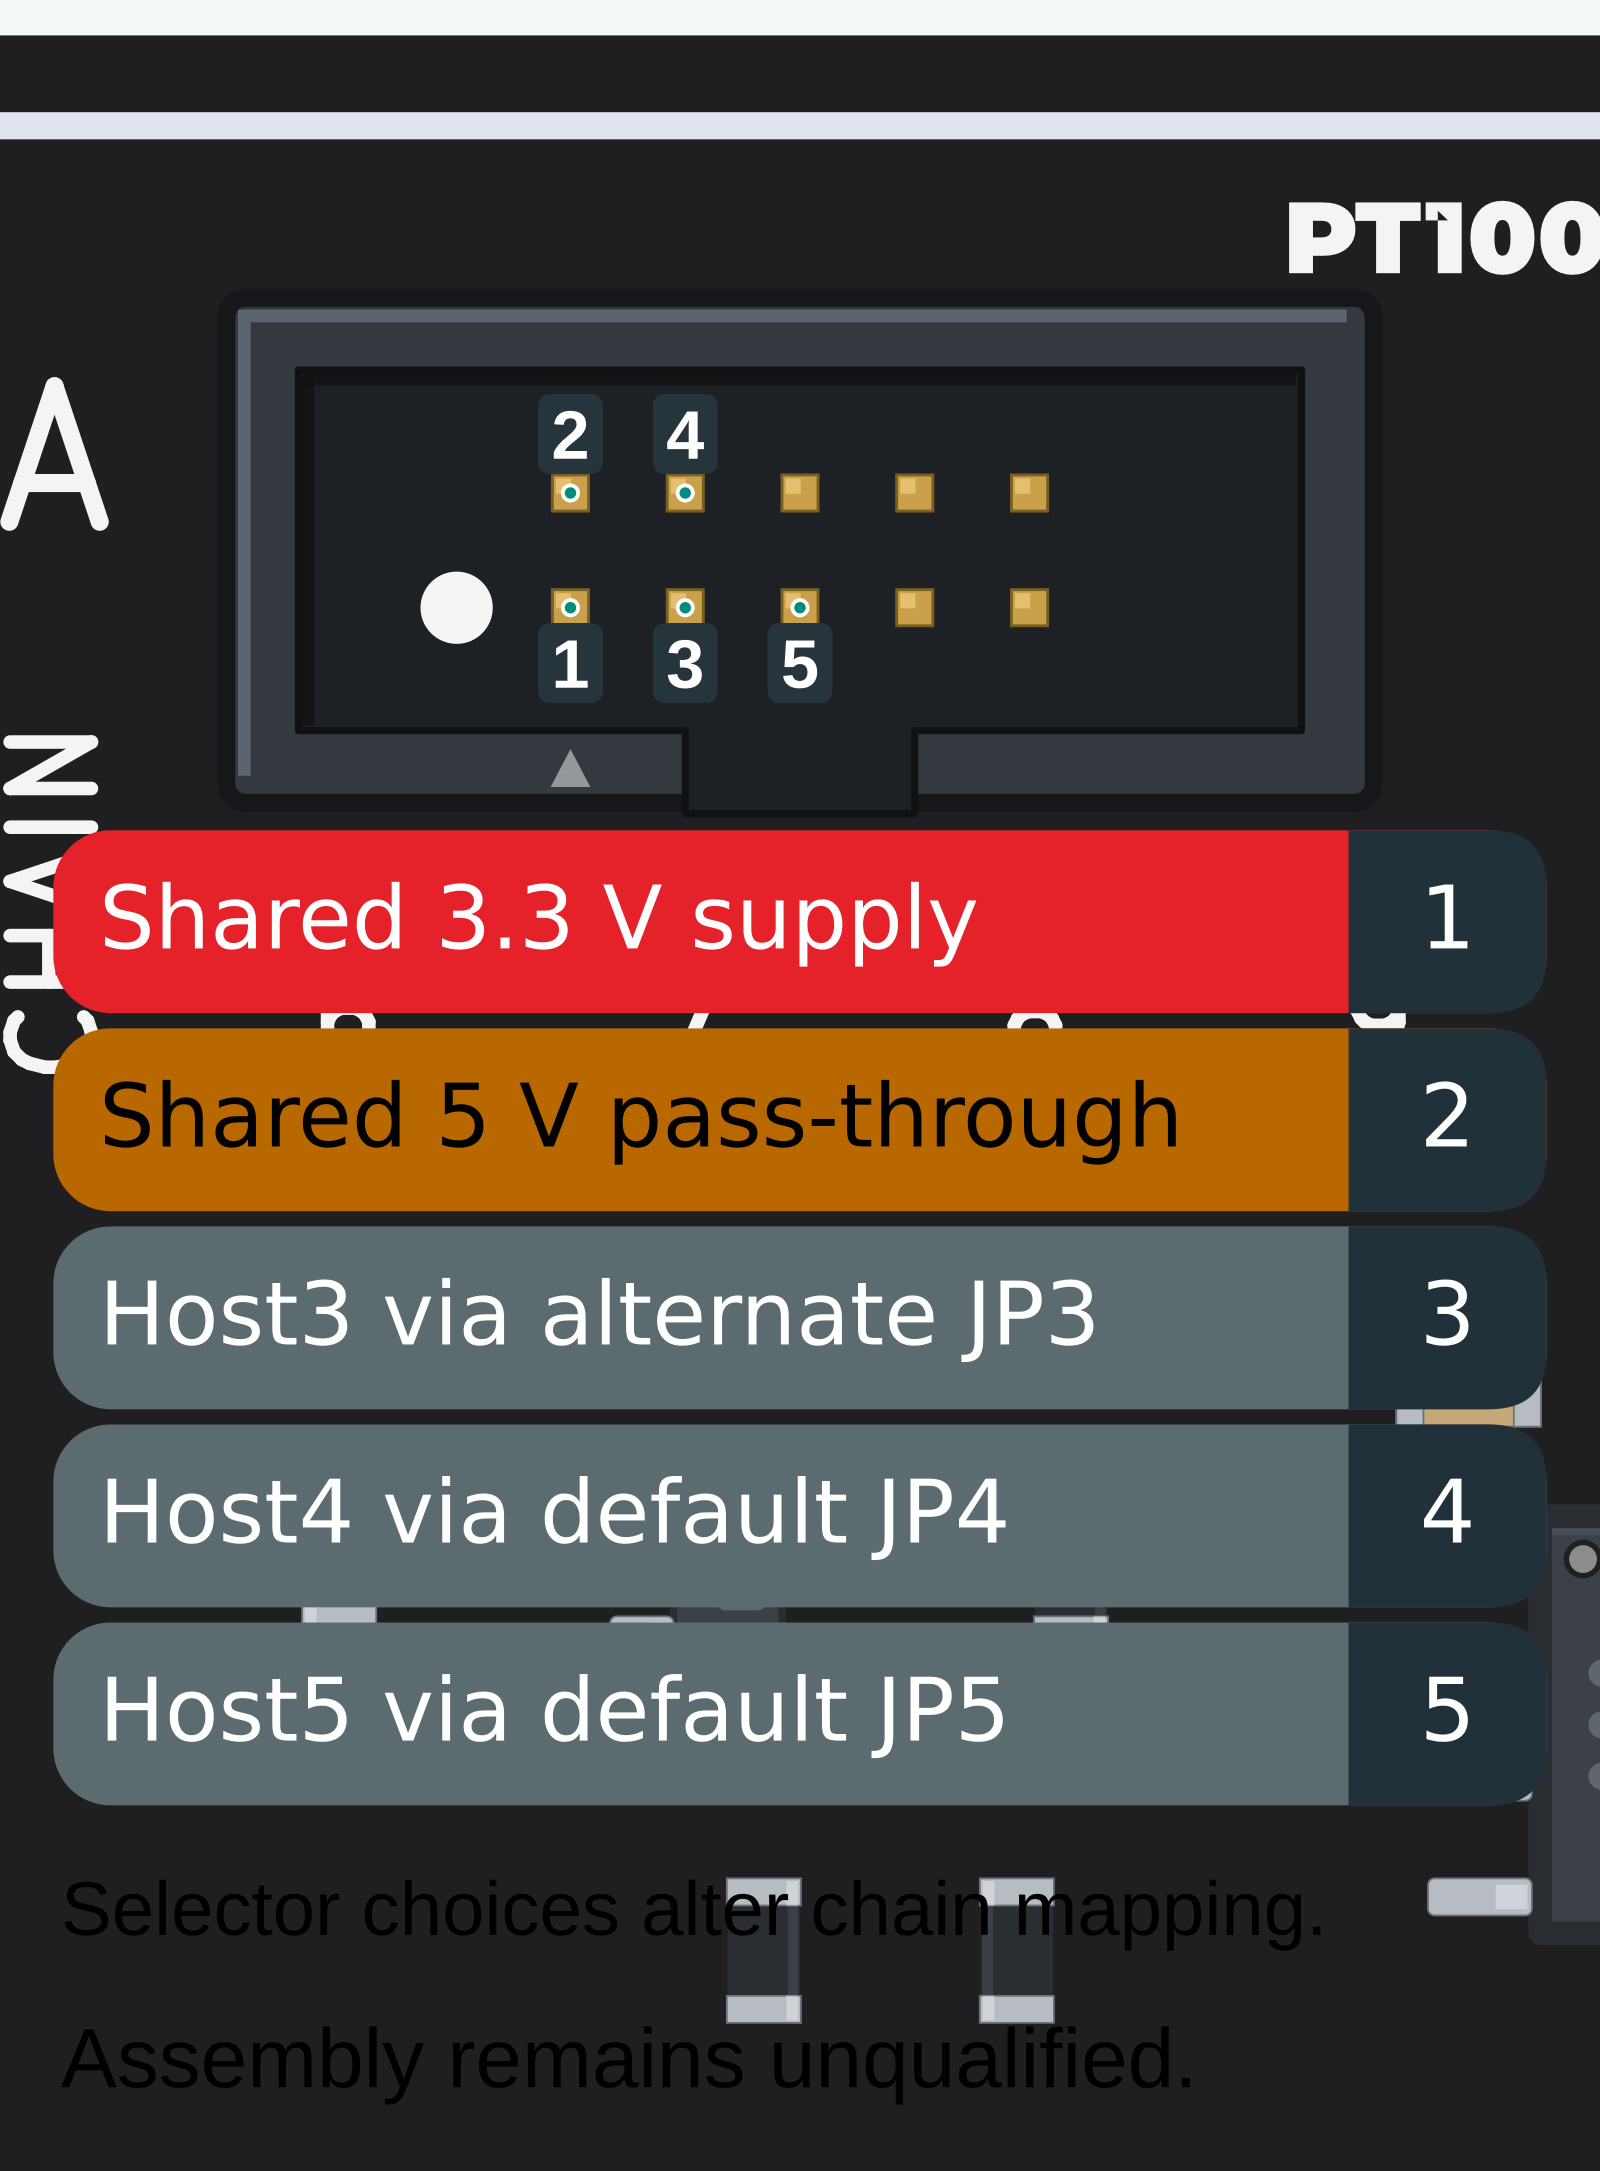 PT100
A
2 4
1 3 5
CHAIN
Shared 3.3 V supply 1
Shared 5 V pass-through 2
Host3 via alternate JP3 3
Host4 via default JP4 4
Host5 via default JP5 5
Selector choices alter chain mapping.
Assembly remains unqualified.